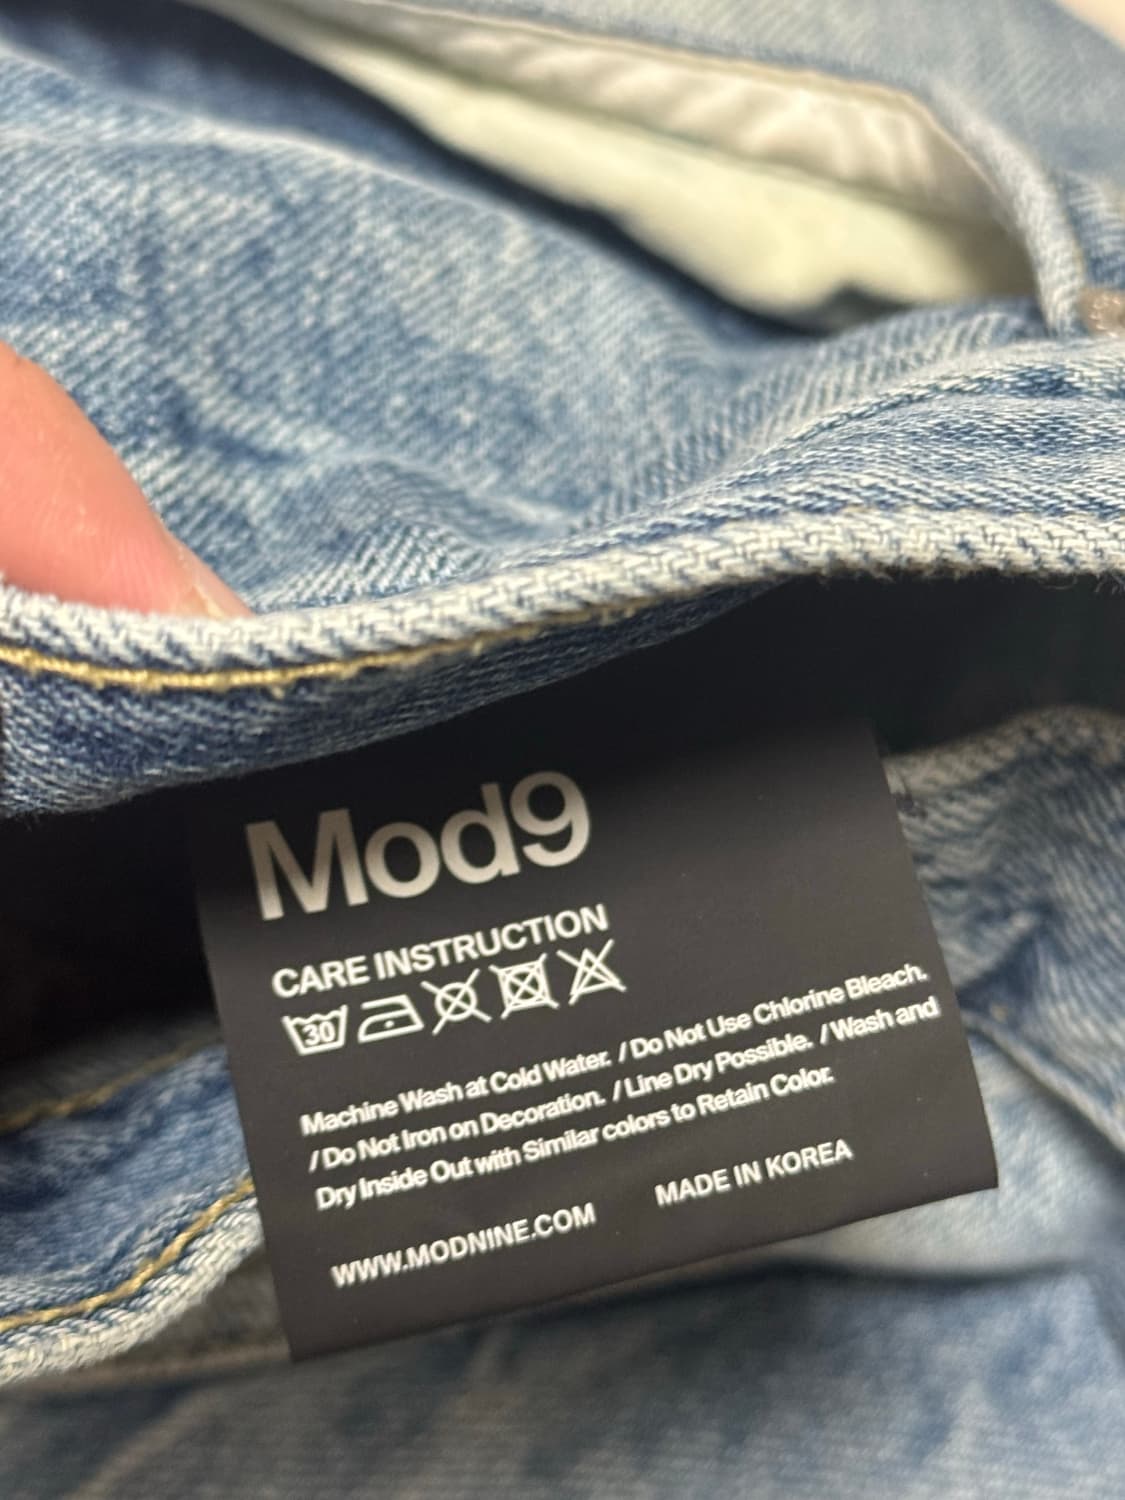 Mod9
CARE INSTRUCTION
30
Machine Wash at Cold Water. / Do Not Use Chlorine Bleach.
/ Do Not Iron on Decoration. / Line Dry Possible. / Wash and
Dry Inside Out with Similar colors to Retain Color.
WWW.MODNINE.COM MADE IN KOREA